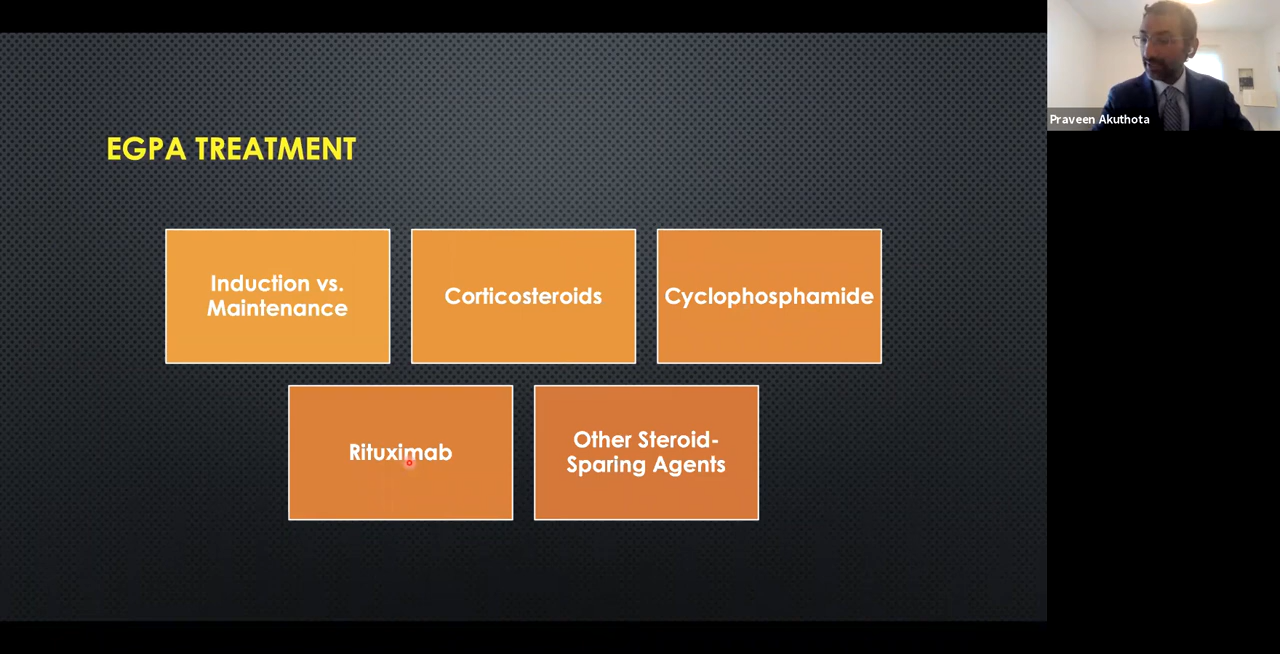 Praveen Akuthota
EGPA TREATMENT
Induction vs.
Maintenance
Corticosteroids
Cyclophosphamide
Rituximab
Other Steroid-
Sparing Agents